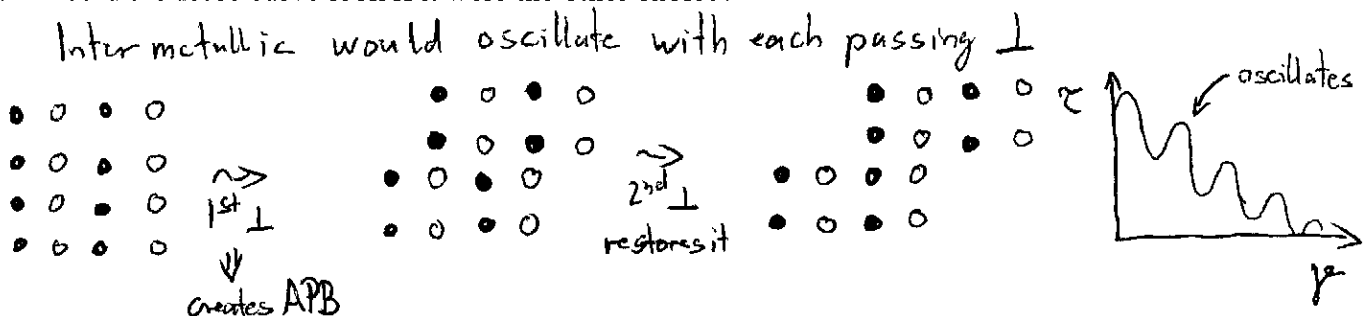 Intermetallic would oscillate with each passing ⊥
τ
oscillates
1st ⊥
creates APB
2nd ⊥
restores it